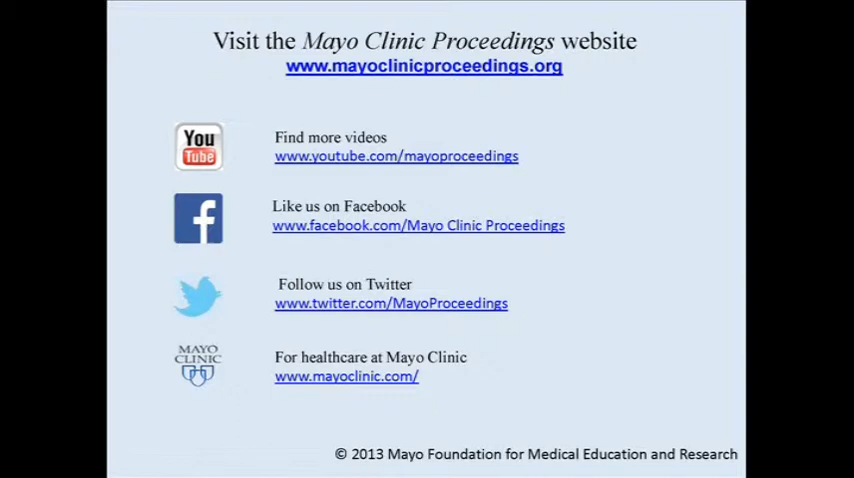 Visit the Mayo Clinic Proceedings website
www.mayoclinicproceedings.org
You
Tube
Find more videos
www.youtube.com/mayoproceedings
f
Like us on Facebook
www.facebook.com/Mayo Clinic Proceedings
Follow us on Twitter
www.twitter.com/MayoProceedings
MAYO
CLINIC
For healthcare at Mayo Clinic
www.mayoclinic.com/
© 2013 Mayo Foundation for Medical Education and Research